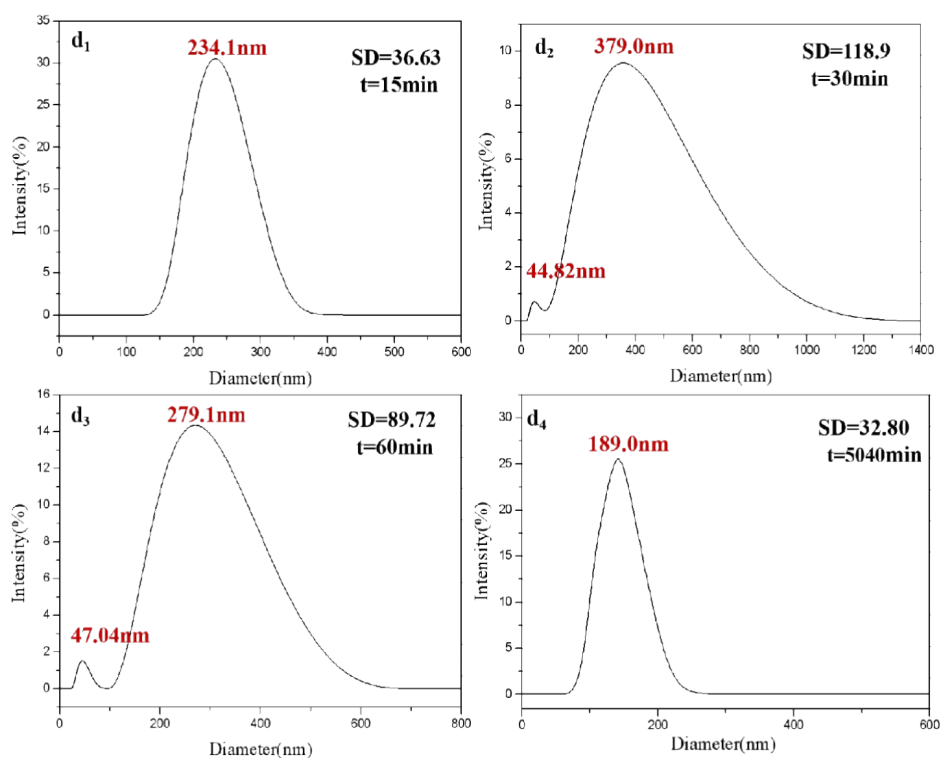 d1
234.1nm
SD=36.63
t=15min
Intensity(%)
35
30
25
20
15
10
5
0
0 100 200 300 400 500 600
Diameter(nm)
d2
379.0nm
SD=118.9
t=30min
44.82nm
Intensity(%)
10
8
6
4
2
0
0 200 400 600 800 1000 1200 1400
Diameter(nm)
d3
279.1nm
SD=89.72
t=60min
47.04nm
Intensity(%)
16
14
12
10
8
6
4
2
0
0 200 400 600 800
Diameter(nm)
d4
189.0nm
SD=32.80
t=5040min
Intensity(%)
30
25
20
15
10
5
0
0 200 400 600
Diameter(nm)